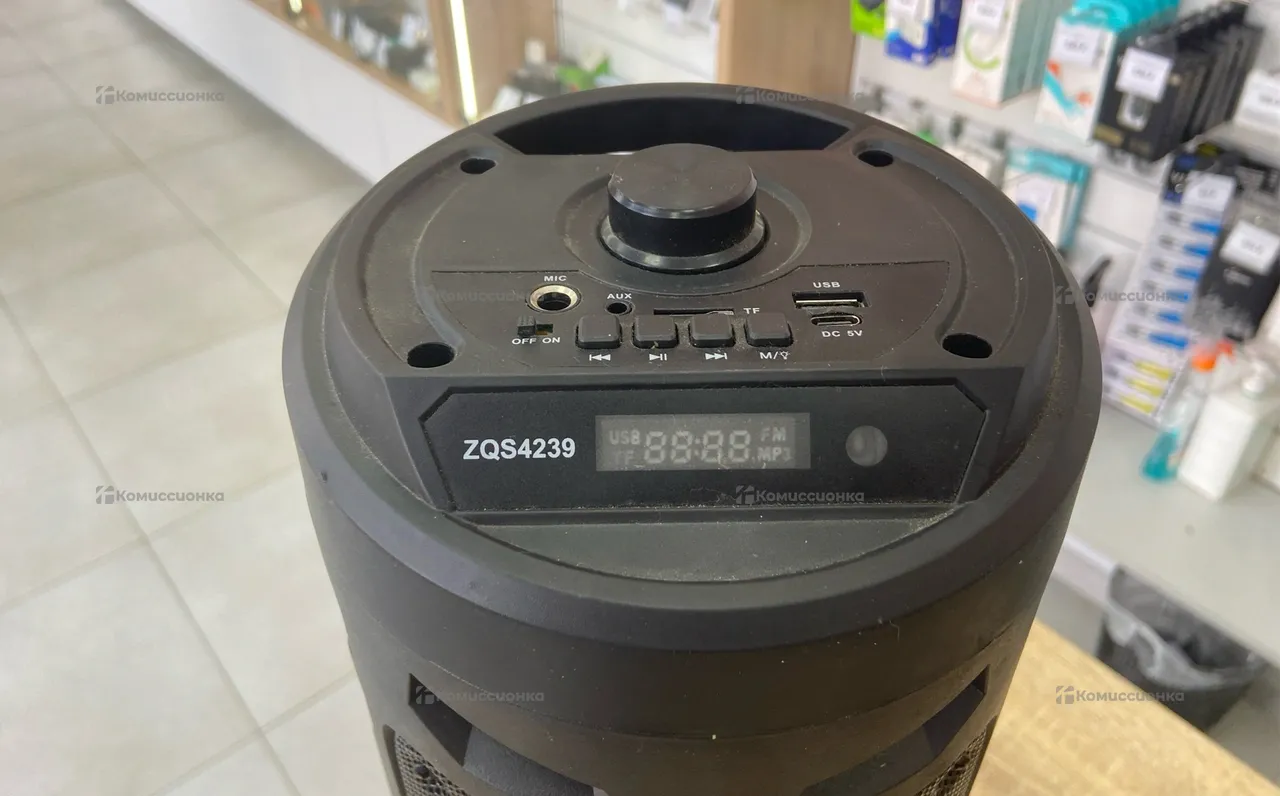 Комиссионка
Комиссионка
MIC
AUX
TF
USB
DC 5V
OFF ON
M/
Комиссионка
Комиссионка
ZQS4239
USB 88:88 FM
TF MP3
Комиссионка
Комиссионка
Комиссионка
Комиссионка